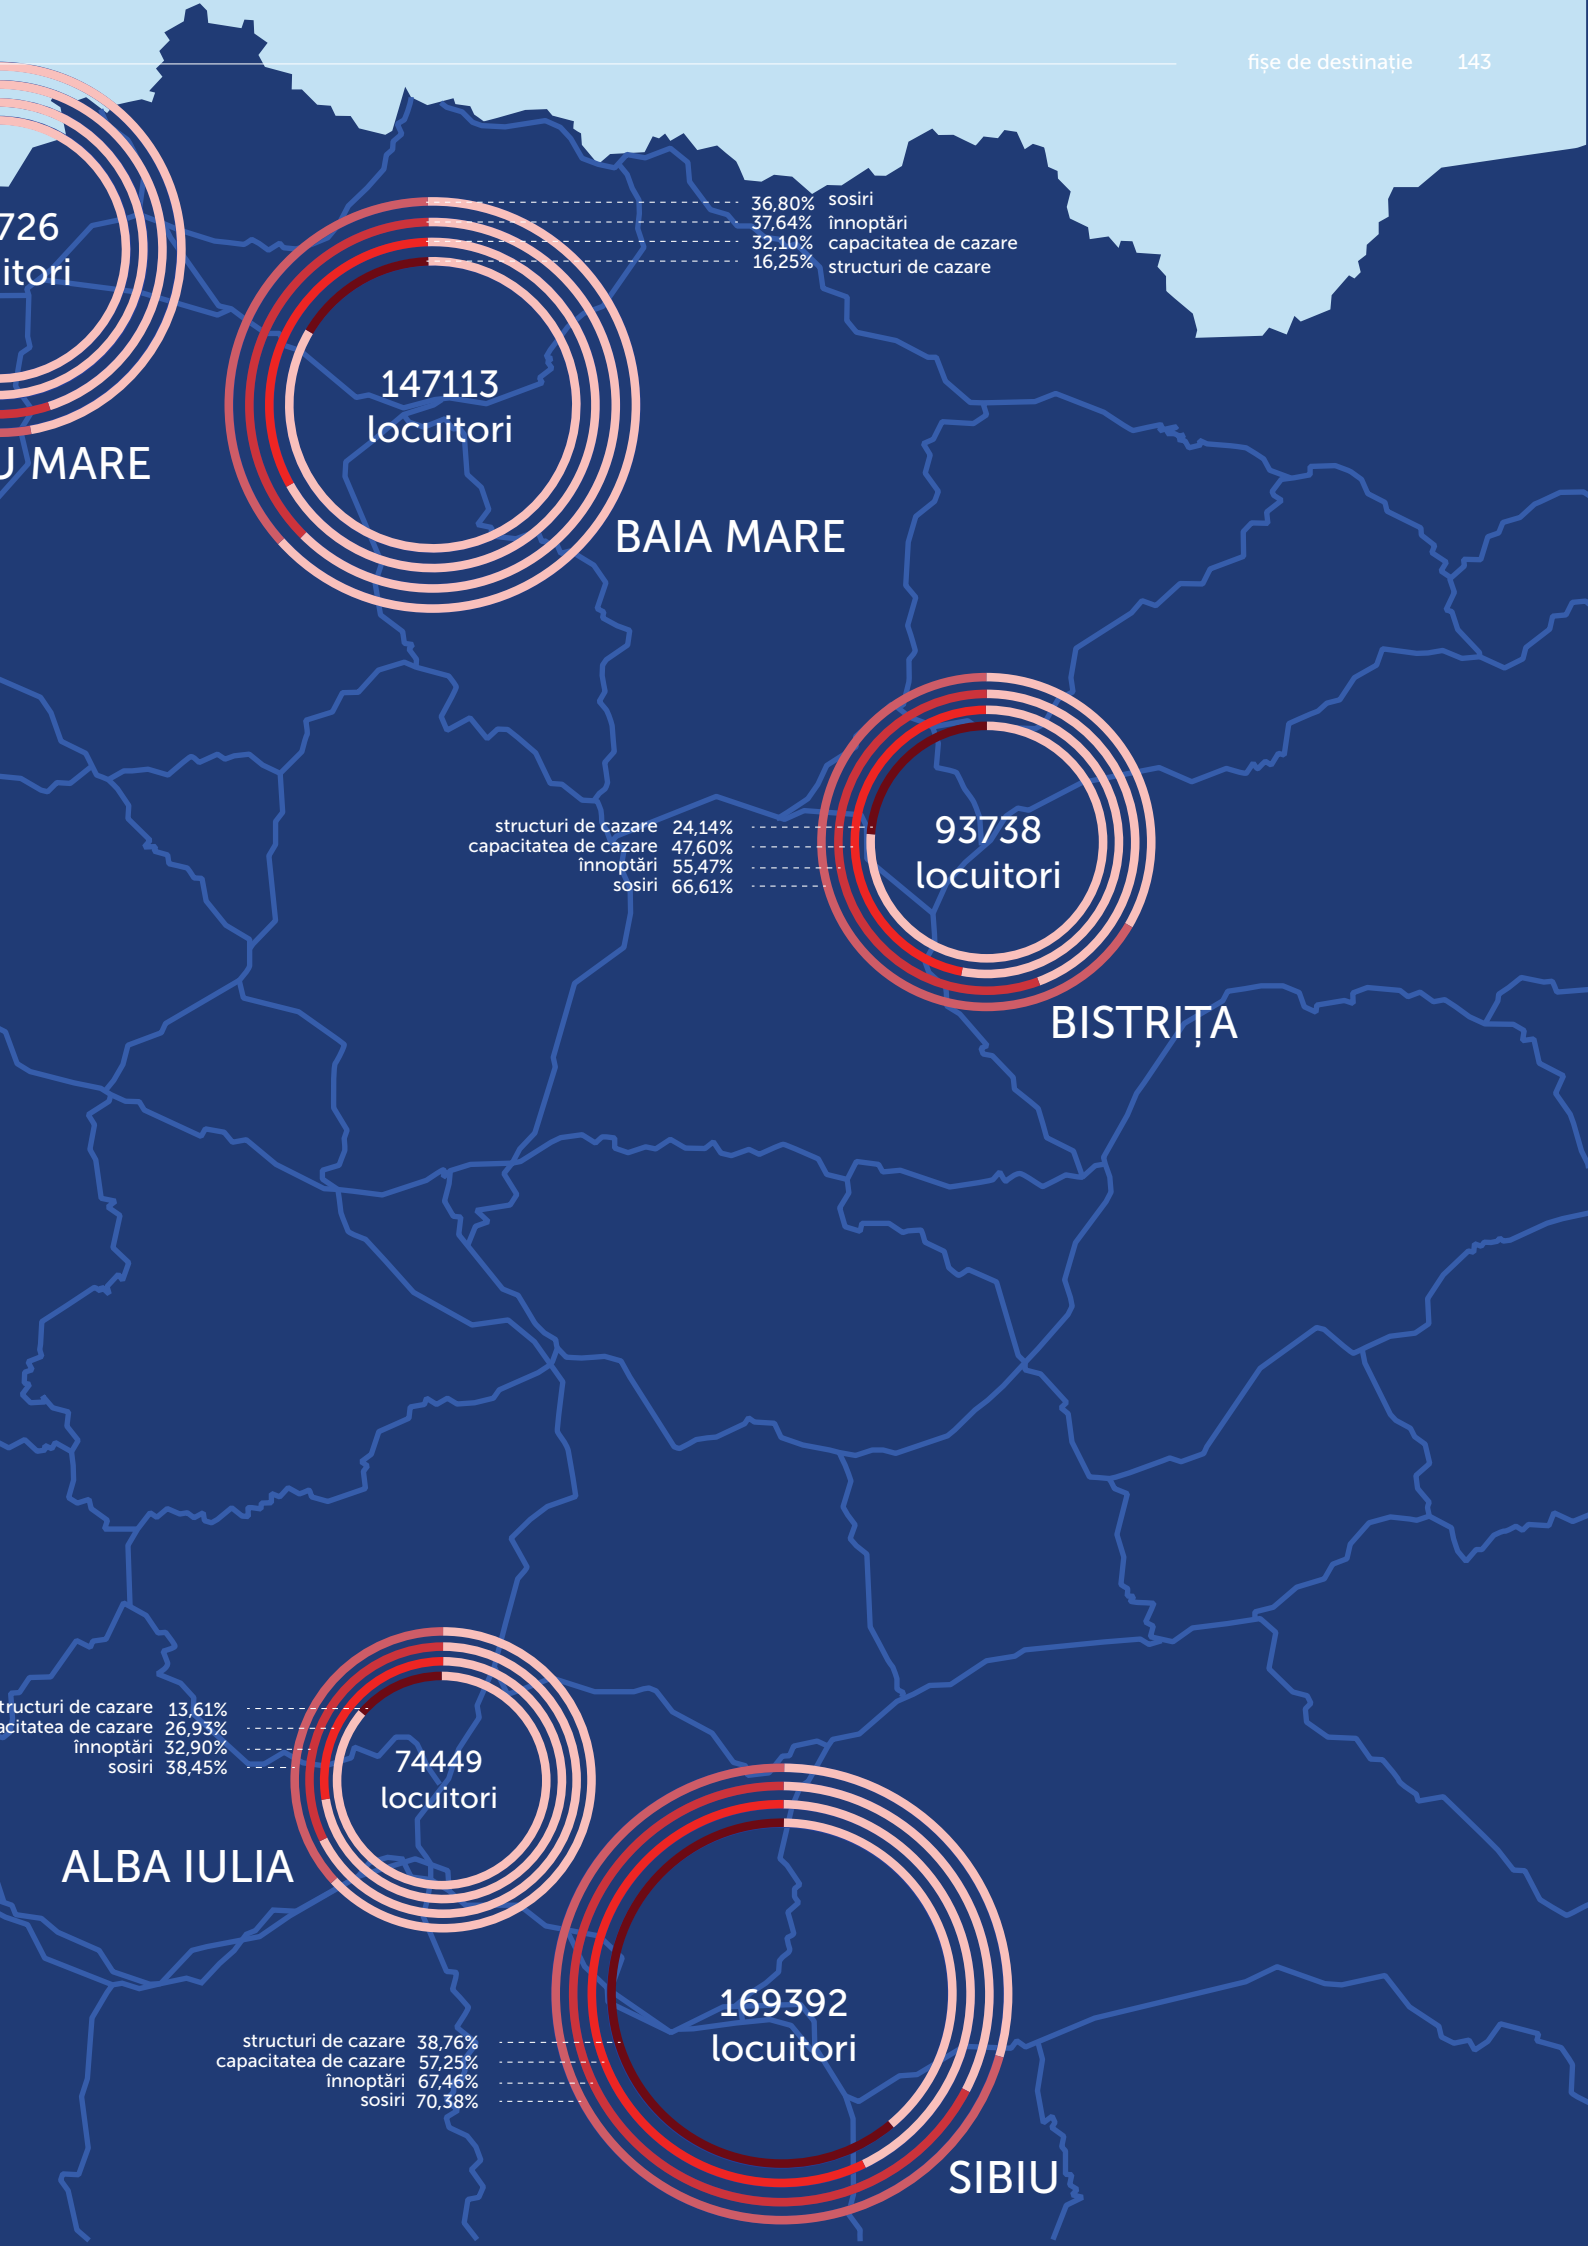 fișe de destinație 143
726
itori
U MARE
36,80% sosiri
37,64% înnoptări
32,10% capacitatea de cazare
16,25% structuri de cazare
147113
locuitori
BAIA MARE
structuri de cazare 24,14%
capacitatea de cazare 47,60%
înnoptări 55,47%
sosiri 66,61%
93738
locuitori
BISTRIȚA
tructuri de cazare 13,61%
acitatea de cazare 26,93%
înnoptări 32,90%
sosiri 38,45%
74449
locuitori
ALBA IULIA
structuri de cazare 38,76%
capacitatea de cazare 57,25%
înnoptări 67,46%
sosiri 70,38%
169392
locuitori
SIBIU